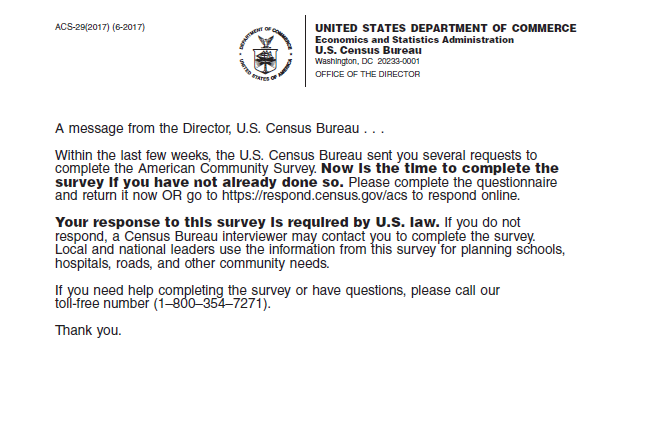 ACS-29(2017) (6-2017)
DEPARTMENT OF COMMERCE
UNITED STATES OF AMERICA
UNITED STATES DEPARTMENT OF COMMERCE
Economics and Statistics Administration
U.S. Census Bureau
Washington, DC 20233-0001
OFFICE OF THE DIRECTOR
A message from the Director, U.S. Census Bureau . . .
Within the last few weeks, the U.S. Census Bureau sent you several requests to
complete the American Community Survey. Now is the time to complete the
survey if you have not already done so. Please complete the questionnaire
and return it now OR go to https://respond.census.gov/acs to respond online.
Your response to this survey is required by U.S. law. If you do not
respond, a Census Bureau interviewer may contact you to complete the survey.
Local and national leaders use the information from this survey for planning schools,
hospitals, roads, and other community needs.
If you need help completing the survey or have questions, please call our
toll-free number (1–800–354–7271).
Thank you.